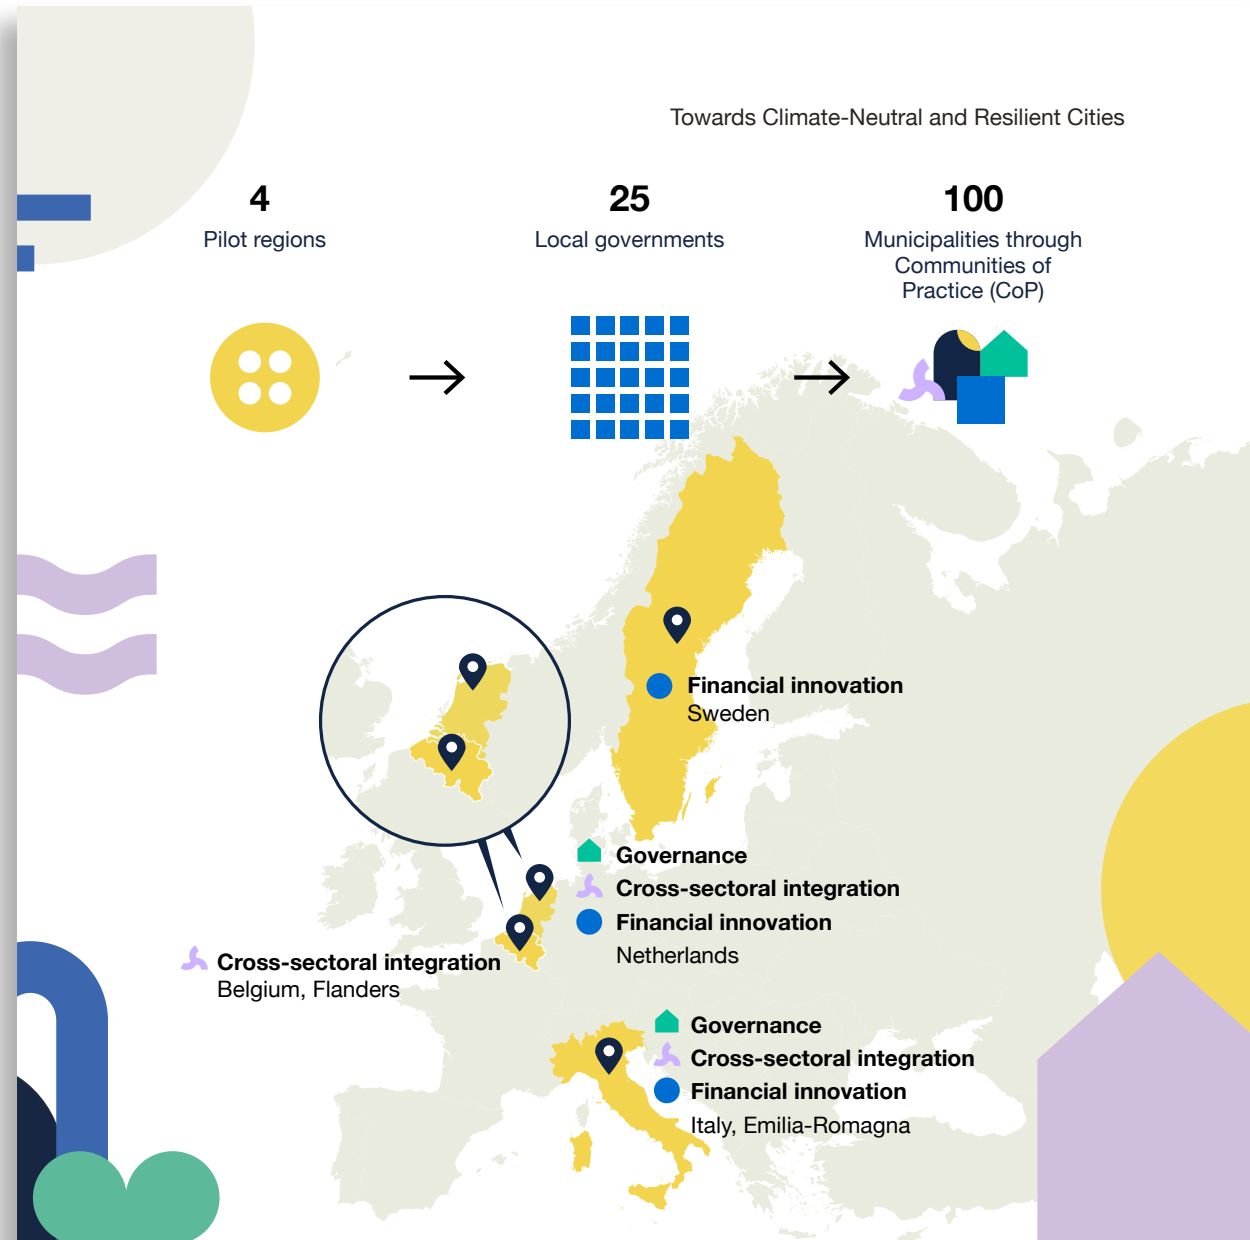 Towards Climate-Neutral and Resilient Cities
4
Pilot regions
25
Local governments
100
Municipalities through
Communities of
Practice (CoP)
Financial innovation
Sweden
Governance
Cross-sectoral integration
Financial innovation
Netherlands
Cross-sectoral integration
Belgium, Flanders
Governance
Cross-sectoral integration
Financial innovation
Italy, Emilia-Romagna